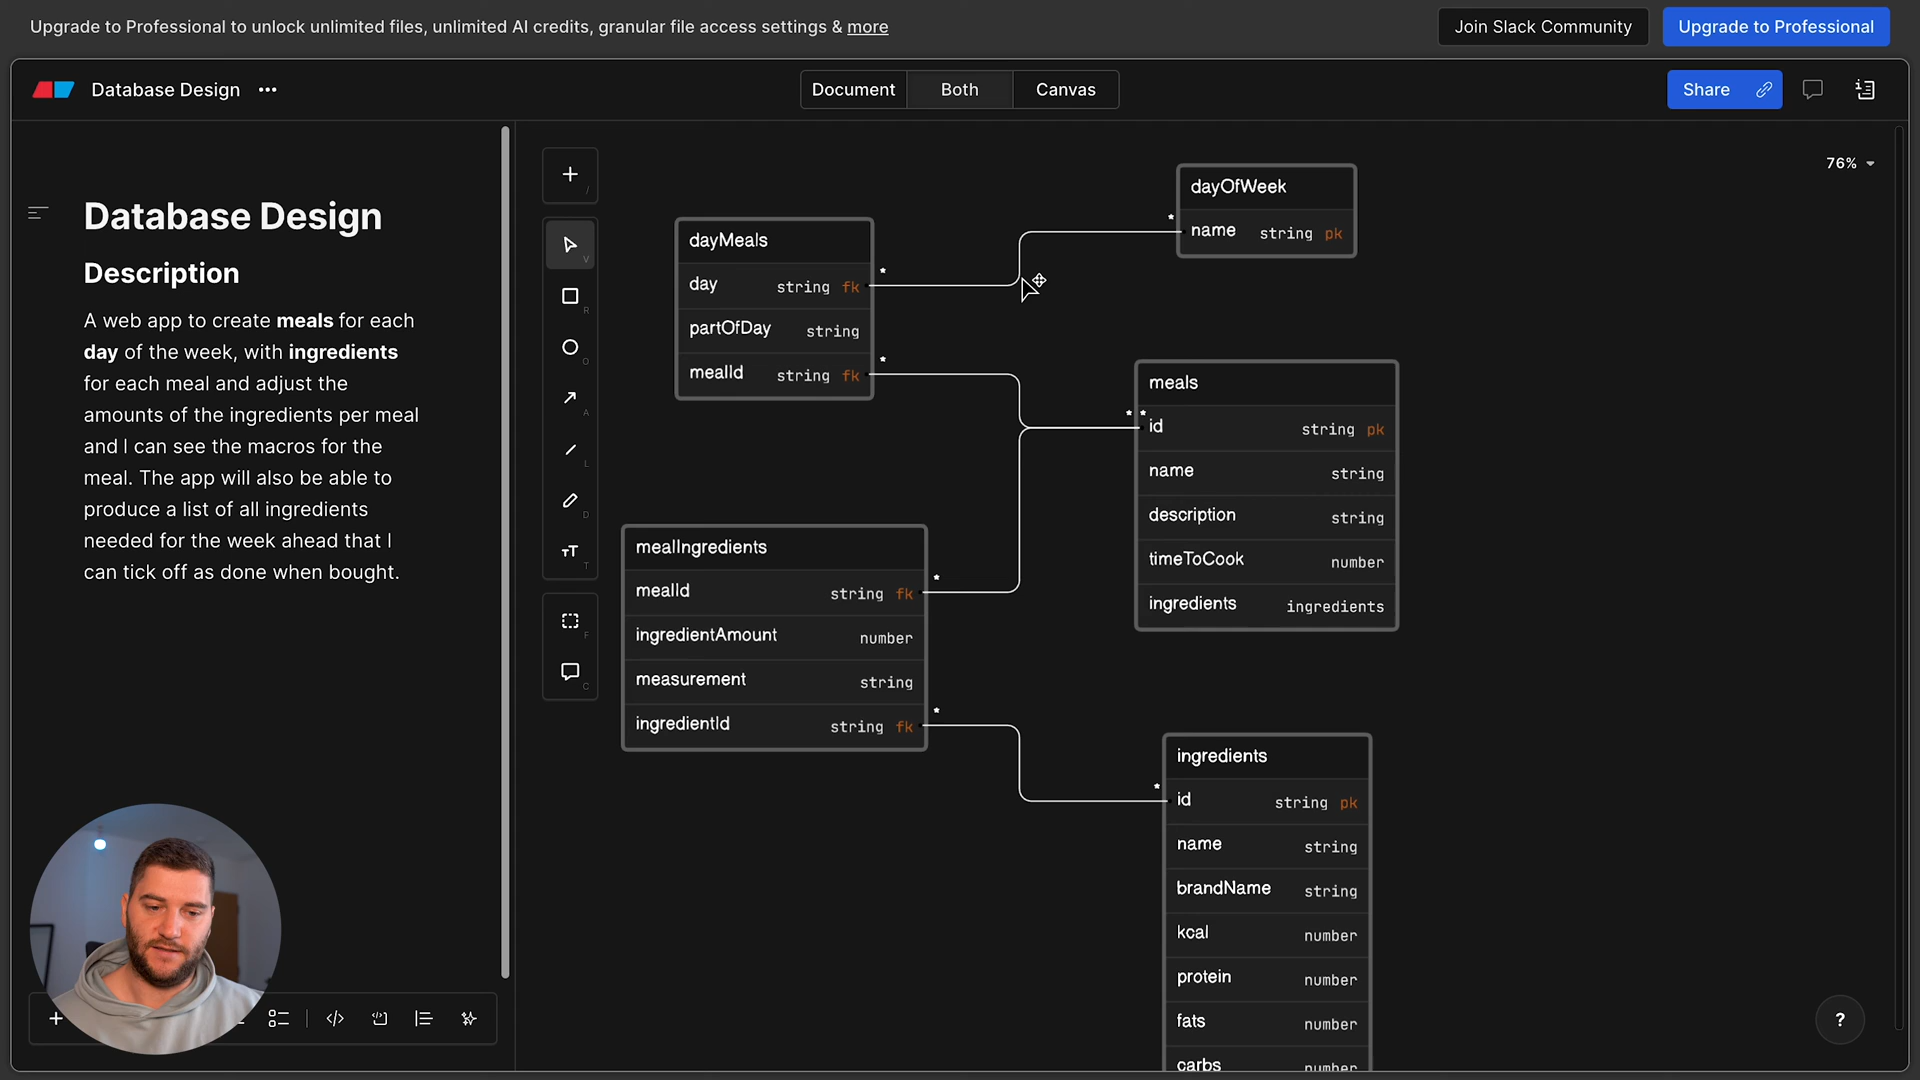 Upgrade to Professional to unlock unlimited files, unlimited AI credits, granular file access settings & more
Join Slack Community
Upgrade to Professional
Database Design •••
Document
Both
Canvas
Share
76%
Database Design
Description
A web app to create meals for each
day of the week, with ingredients
for each meal and adjust the
amounts of the ingredients per meal
and I can see the macros for the
meal. The app will also be able to
produce a list of all ingredients
needed for the week ahead that I
can tick off as done when bought.
/
V
R
O
A
L
D
T
F
C
dayOfWeek
* name string pk
dayMeals
day string fk *
partOfDay string
mealId string fk *
meals
* * id string pk
name string
description string
timeToCook number
ingredients ingredients
mealIngredients
mealId string fk *
ingredientAmount number
measurement string
ingredientId string fk *
ingredients
* id string pk
name string
brandName string
kcal number
protein number
fats number
carbs number
?